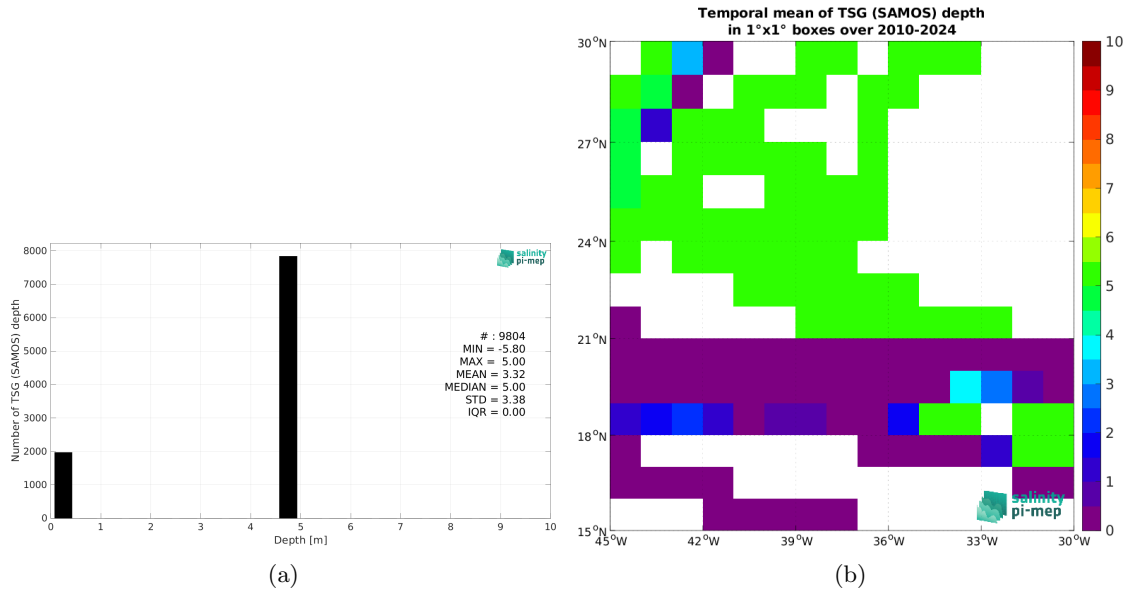 8000
7000
6000
5000
4000
3000
2000
1000
0
Number of TSG (SAMOS) depth
0 1 2 3 4 5 6 7 8 9 10
Depth [m]
salinity
pi-mep
# : 9804
MIN = -5.80
MAX = 5.00
MEAN = 3.32
MEDIAN = 5.00
STD = 3.38
IQR = 0.00
(a)
Temporal mean of TSG (SAMOS) depth
in 1°x1° boxes over 2010-2024
30°N
27°N
24°N
21°N
18°N
15°N
45°W 42°W 39°W 36°W 33°W 30°W
salinity
pi-mep
10
9
8
7
6
5
4
3
2
1
0
(b)